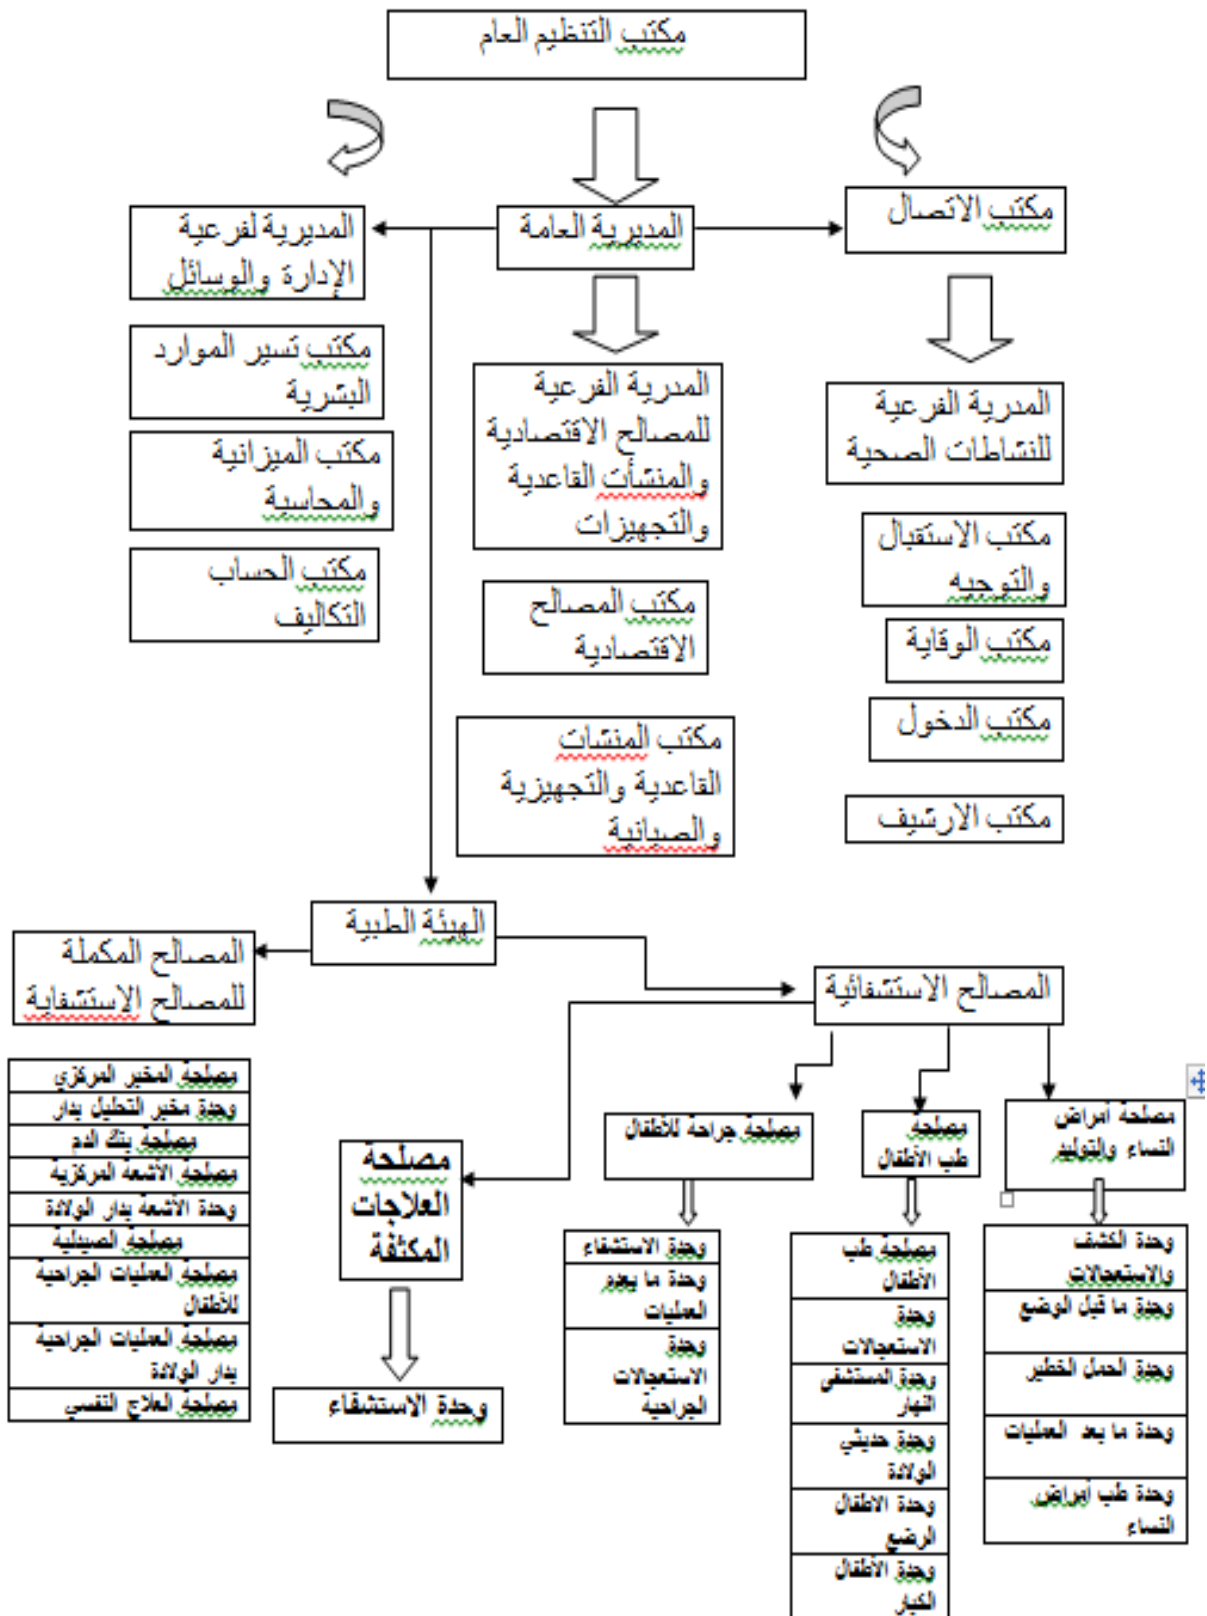 مكتب التنظيم العام
مكتب الاتصال
المديرية العامة
المديرية لفرعية
الإدارة والوسائل
المدرية الفرعية
للنشاطات الصحية
مكتب الاستقبال
والتوجيه
مكتب الوقاية
مكتب الدخول
مكتب الارشيف
المدرية الفرعية
للمصالح الاقتصادية
والمنشأت القاعدية
والتجهيزات
مكتب المصالح
الاقتصادية
مكتب المنشات
القاعدية والتجهيزية
والصيانية
مكتب تسير الموارد
البشرية
مكتب الميزانية
والمحاسبة
مكتب الحساب
التكاليف
الهيئة الطبية
المصالح الاستشفائية
المصالح المكملة
للمصالح الاستشفاية
مصلحة أمراض
النساء والتوليد
وحدة الكشف
والاستعجالات
وحدة ما قبل الوضع
وحدة الحمل الخطير
وحدة ما بعد العمليات
وحدة طب أمراض
النساء
مصلحة
طب الأطفال
مصلحة طب
الأطفال
وحدة
الاستعجالات
وحدة المستشفى
النهار
وحدة حديثي
الولادة
وحدة الاطفال
الرضع
وحدة الأطفال
الكبار
مصلحة جراحة للأطفال
وحدة الاستشفاء
وحدة ما بعدم
العمليات
وحدة
الاستعجالات
الجراحية
مصلحة
العلاجات
المكثفة
وحدة الاستشفاء
مصلحة المخبر المركزي
وحدة مخبر التحليل بدار
مصلحة بنك الدم
مصلحة الأشعة المركزية
وحدة الأشعة بدار الولادة
مصلحة الصيدلية
مصلحة العمليات الجراحية
للأطفال
مصلحة العمليات الجراحية
بدار الولادة
مصلحة العلاج النفسي